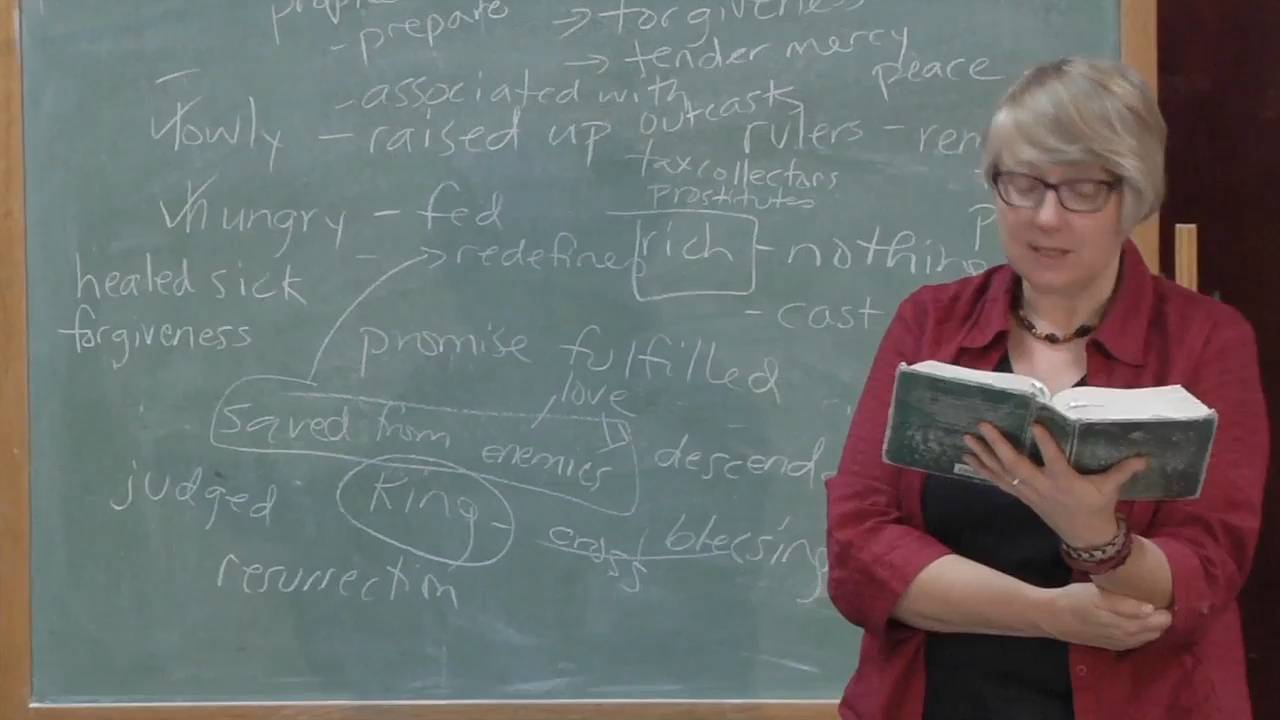 - prepare → forgiveness
→ tender mercy
peace
- associated with outcasts
lowly - raised up
rulers -
tax collectors
prostitutes
hungry - fed
rich - nothing
→ redefined
healed sick
- cast
forgiveness
promise fulfilled
love
saved from enemies
descend
judged
King -
cross
blessing
resurrection